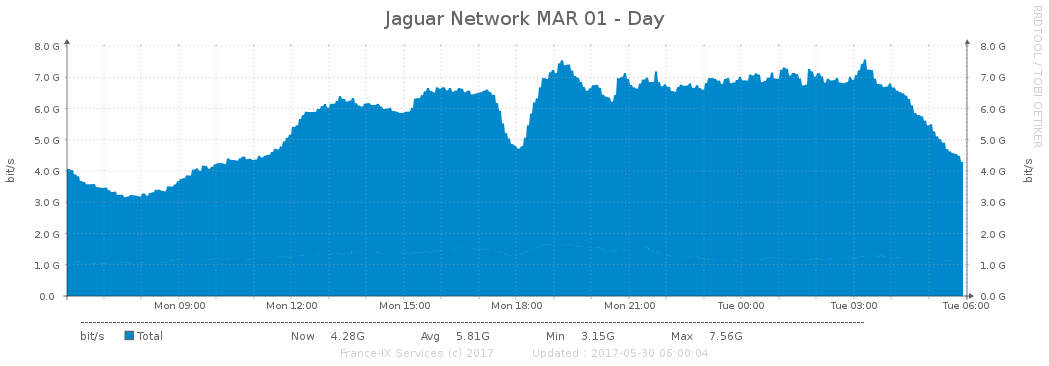 Jaguar Network MAR 01 - Day
RRDTOOL / TOBI OETIKER
bit/s
bit/s
8.0 G 8.0 G
7.0 G 7.0 G
6.0 G 6.0 G
5.0 G 5.0 G
4.0 G 4.0 G
3.0 G 3.0 G
2.0 G 2.0 G
1.0 G 1.0 G
0.0 0.0 G
Mon 09:00 Mon 12:00 Mon 15:00 Mon 18:00 Mon 21:00 Tue 00:00 Tue 03:00 Tue 06:00
bit/s Total Now 4.28G Avg 5.81G Min 3.15G Max 7.56G
France-IX Services (c) 2017 Updated : 2017-05-30 06:00:04